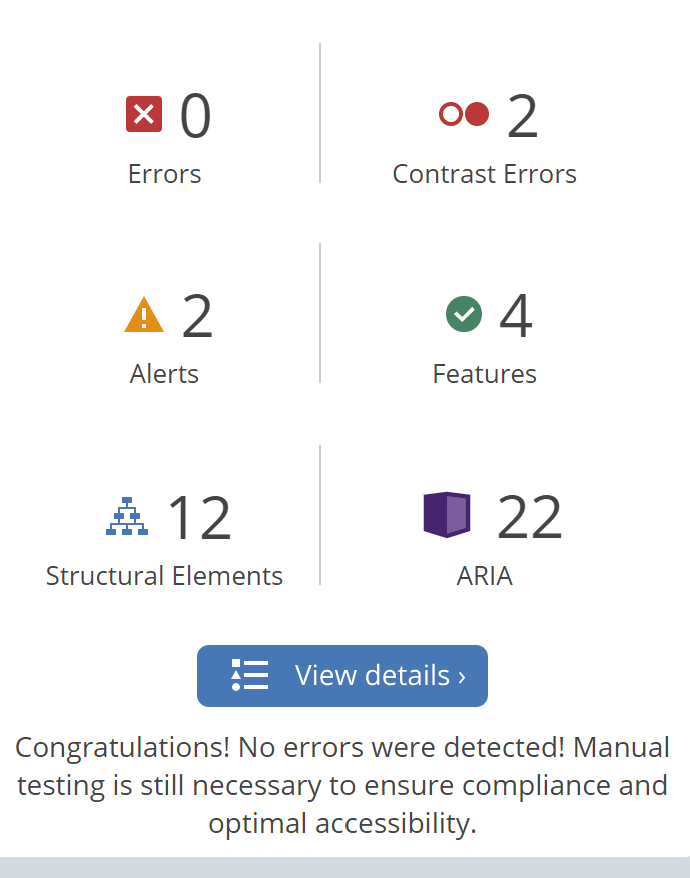 0 2
Errors Contrast Errors
2 4
Alerts Features
12 22
Structural Elements ARIA
View details ›
Congratulations! No errors were detected! Manual
testing is still necessary to ensure compliance and
optimal accessibility.